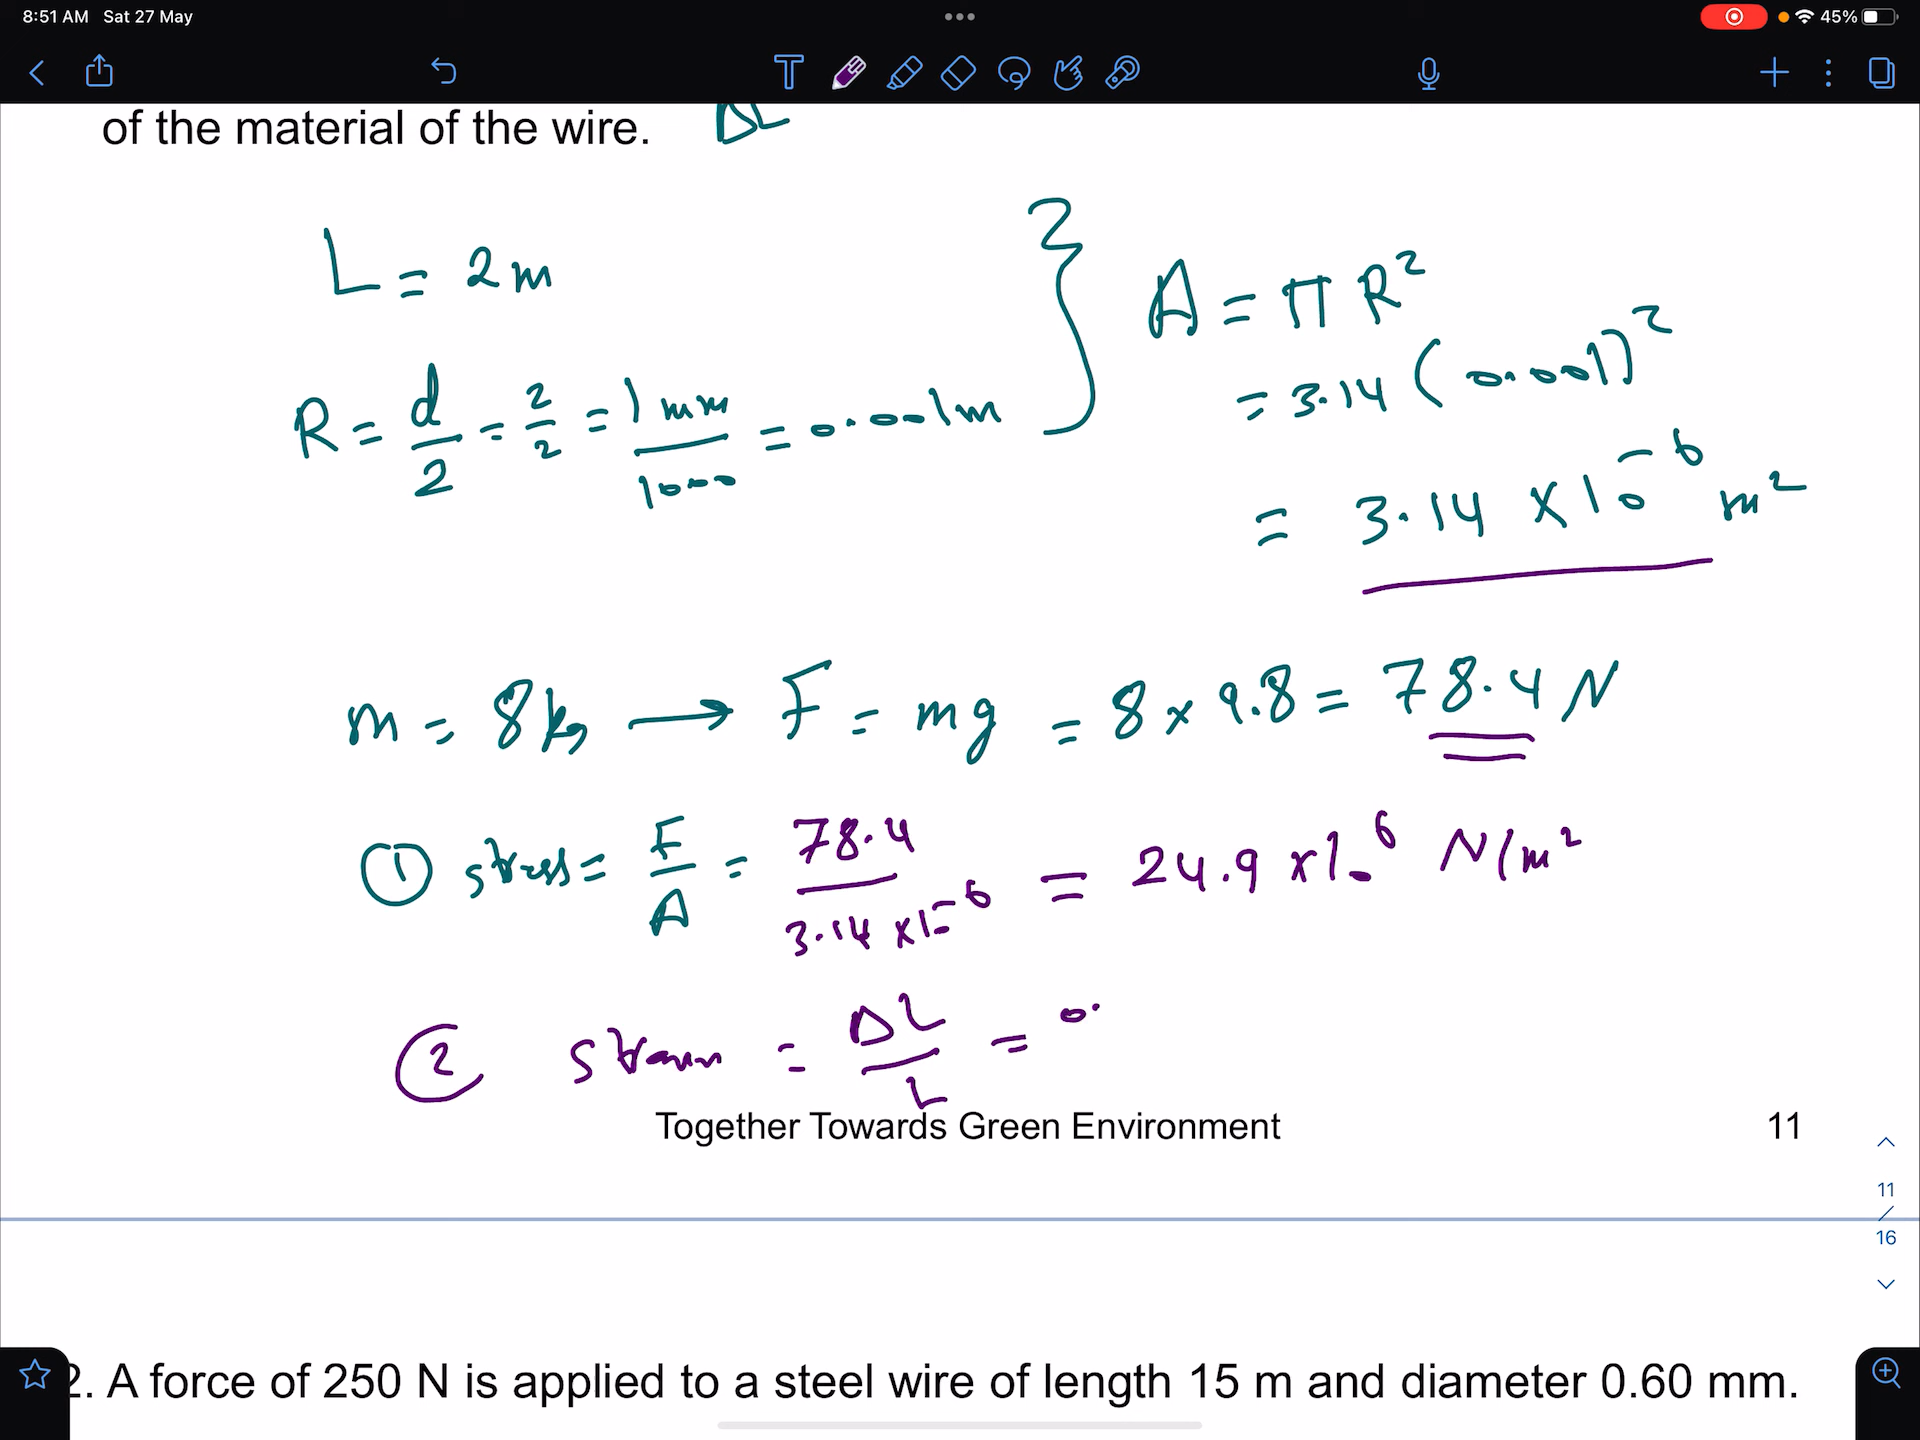 8:51 AM Sat 27 May
45%
of the material of the wire. ΔL
L = 2m
R = d/2 = 2/2 = 1mm/1000 = 0.001m
A = π R²
= 3.14 (0.001)²
= 3.14 × 10⁻⁶ m²
m = 8kg → F = mg = 8 × 9.8 = 78.4 N
① stress = F/A = 78.4/3.14 × 10⁻⁶ = 24.9 × 10⁶ N/m²
② strain = ΔL/L = 0.
Together Towards Green Environment 11
11
/
16
2. A force of 250 N is applied to a steel wire of length 15 m and diameter 0.60 mm.